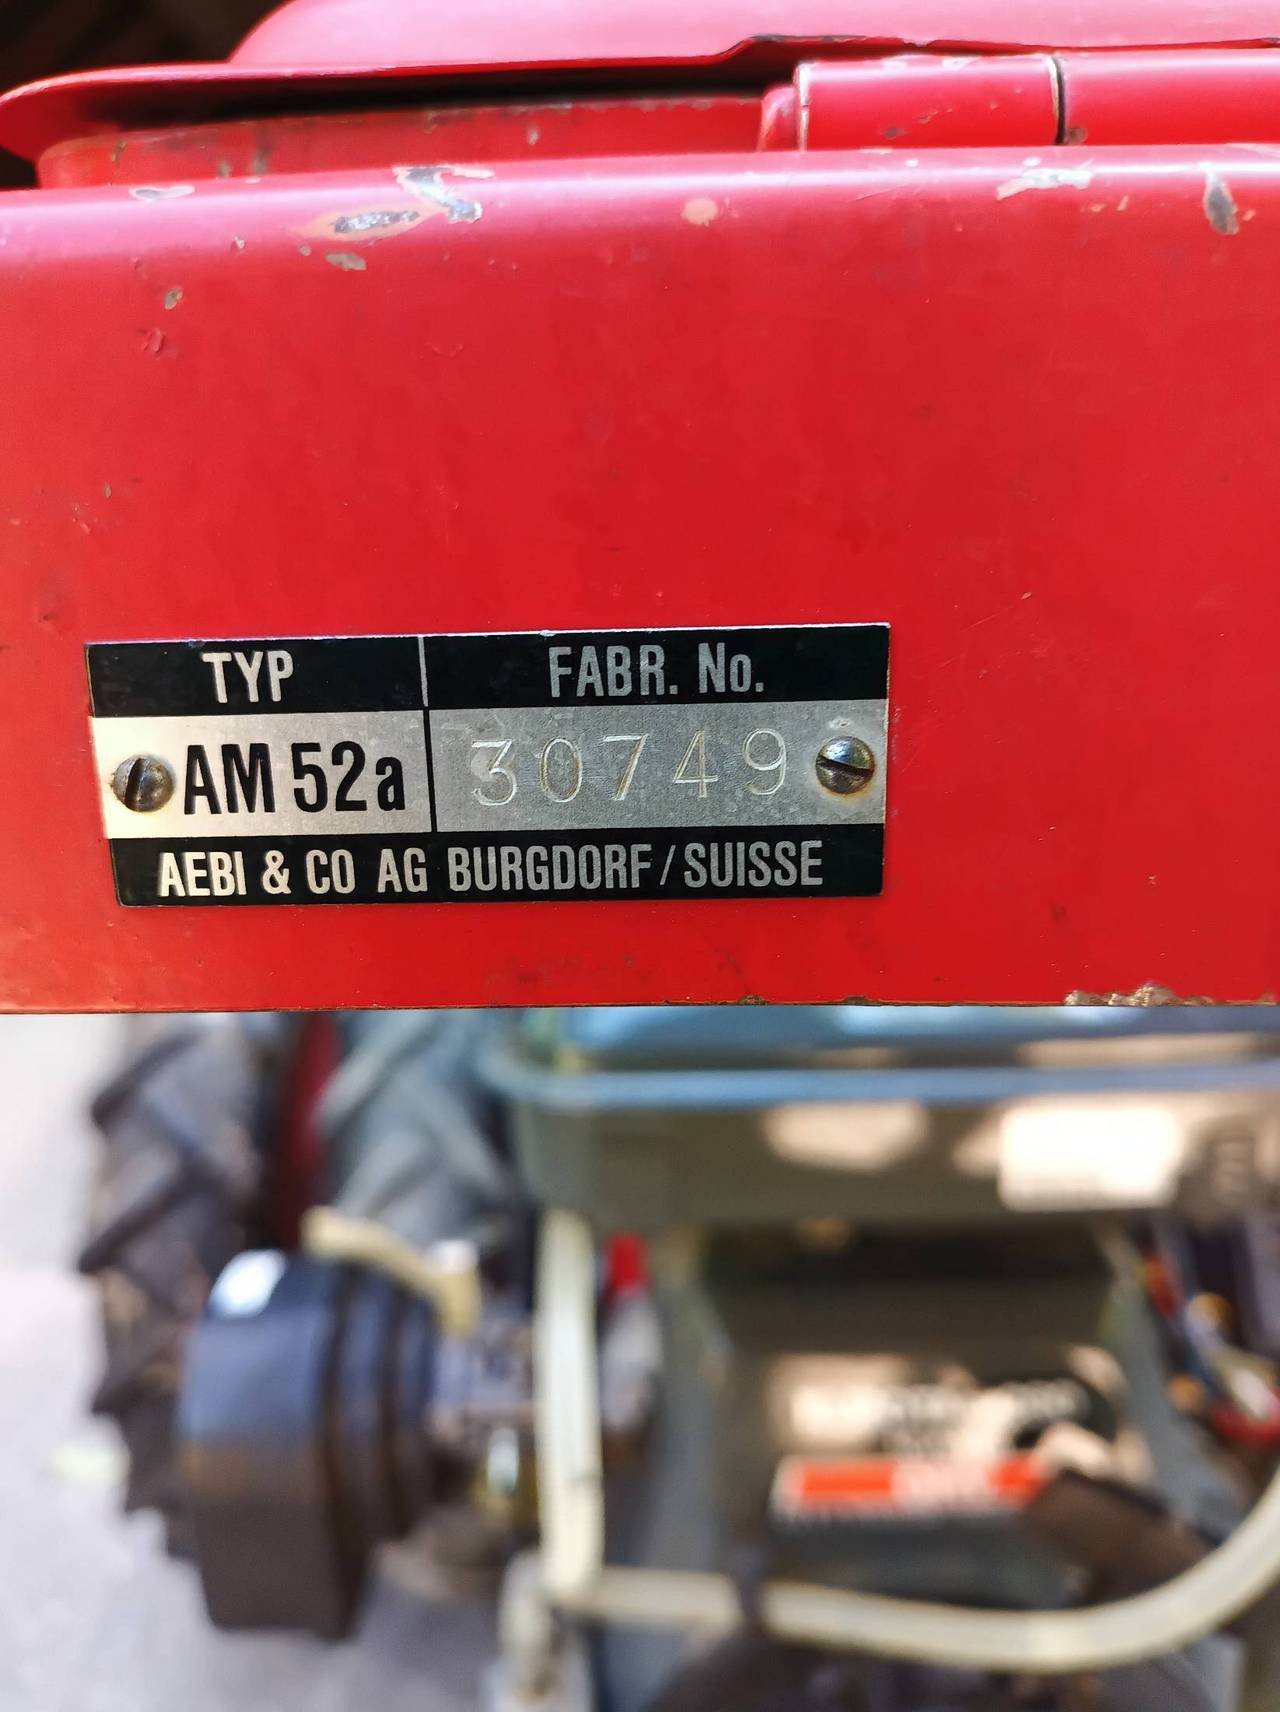 TYP FABR. No.
AM 52a 30749
AEBI & CO AG BURGDORF/SUISSE